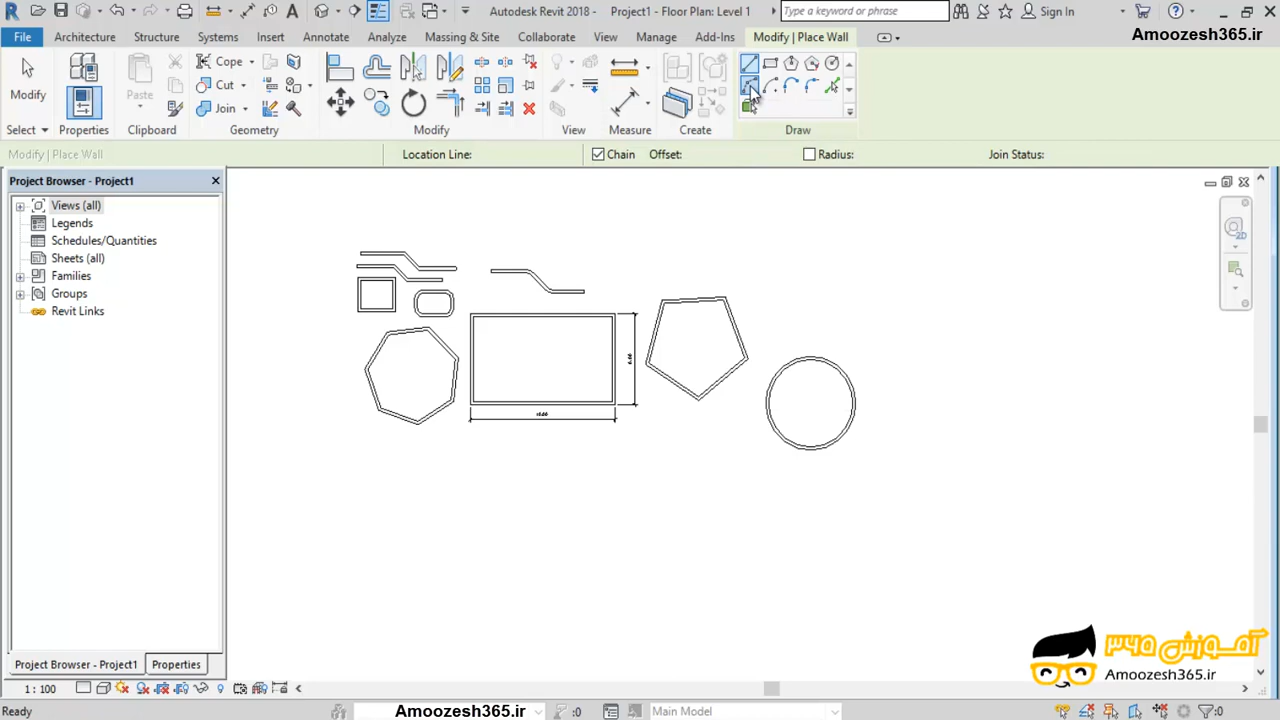 Autodesk Revit 2018 - Project1 - Floor Plan: Level 1
Type a keyword or phrase
Sign In
File Architecture Structure Systems Insert Annotate Analyze Massing & Site Collaborate View Manage Add-Ins Modify | Place Wall
Amoozesh365.ir
Modify
Paste
Cope
Cut
Join
Select Properties Clipboard Geometry Modify View Measure Create Draw
Modify | Place Wall Location Line: Chain Offset: Radius: Join Status:
Project Browser - Project1
Views (all)
Legends
Schedules/Quantities
Sheets (all)
Families
Groups
Revit Links
2D
آموزش ۳۶۵
Amoozesh365.ir
Project Browser - Project1 Properties
1 : 100
Ready
Amoozesh365.ir
:0
Main Model
:0